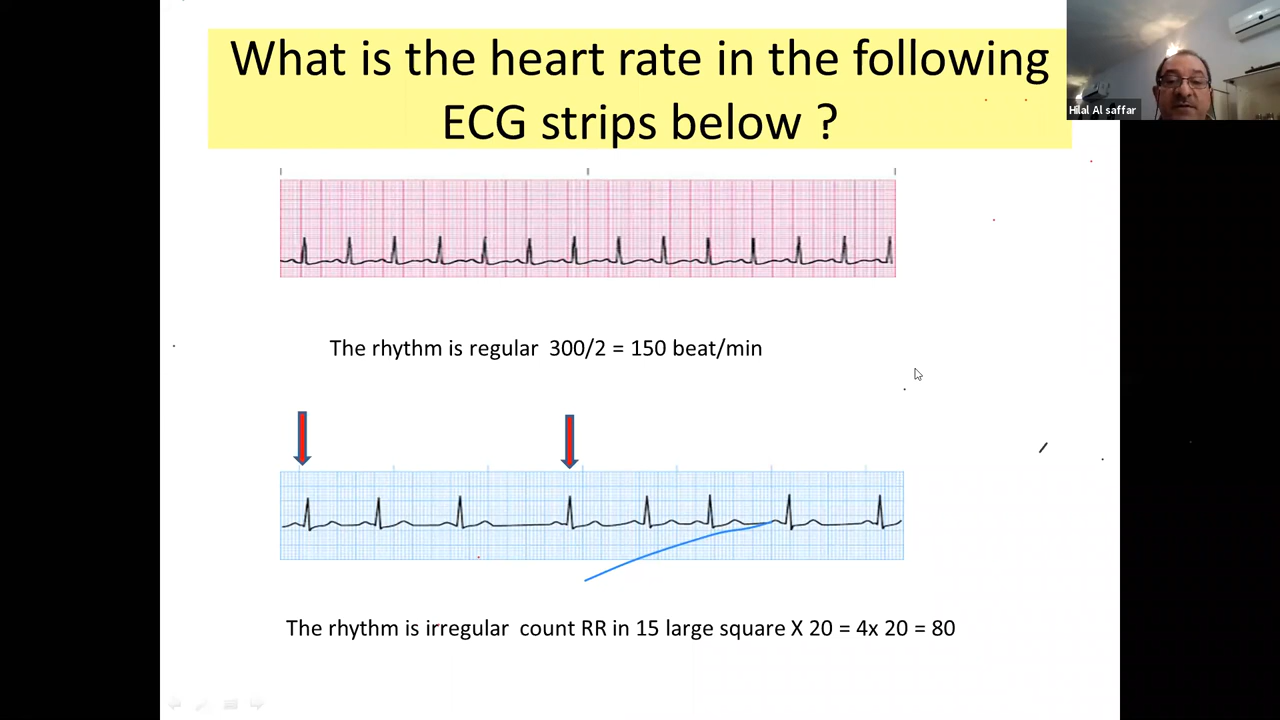 What is the heart rate in the following
ECG strips below ?
Hilal Al saffar
The rhythm is regular 300/2 = 150 beat/min
The rhythm is irregular count RR in 15 large square X 20 = 4x 20 = 80